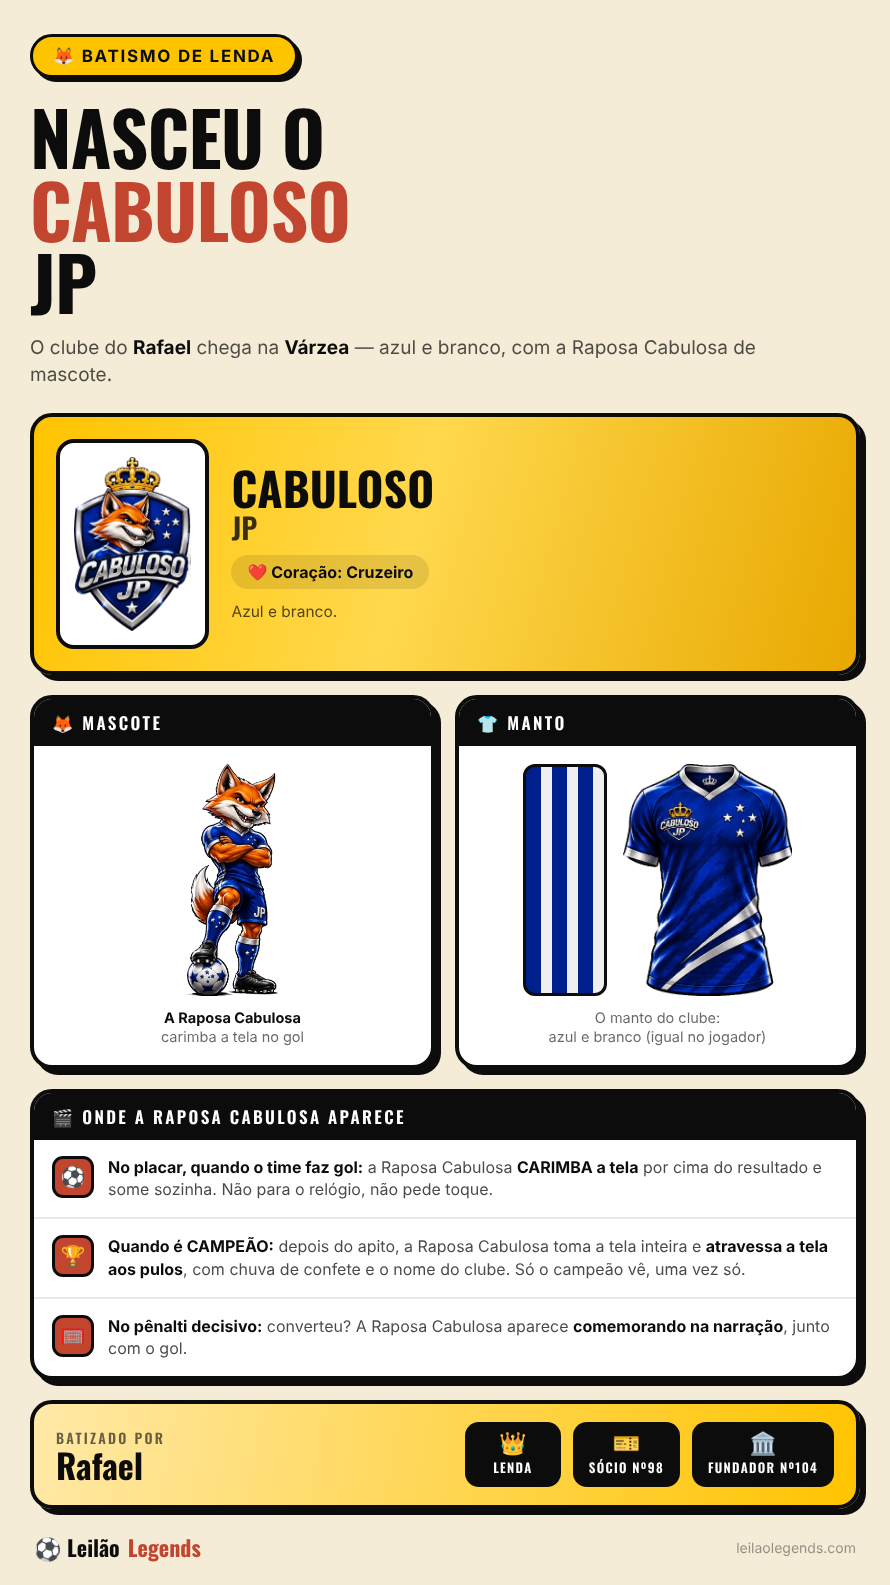 BATISMO DE LENDA
NASCEU O
CABULOSO
JP
O clube do Rafael chega na Várzea — azul e branco, com a Raposa Cabulosa de
mascote.
CABULOSO
JP
CABULOSO
JP
❤️ Coração: Cruzeiro
Azul e branco.
MASCOTE
JP
A Raposa Cabulosa
carimba a tela no gol
MANTO
CABULOSO
JP
O manto do clube:
azul e branco (igual no jogador)
ONDE A RAPOSA CABULOSA APARECE
No placar, quando o time faz gol: a Raposa Cabulosa CARIMBA a tela por cima do resultado e
some sozinha. Não para o relógio, não pede toque.
Quando é CAMPEÃO: depois do apito, a Raposa Cabulosa toma a tela inteira e atravessa a tela
aos pulos, com chuva de confete e o nome do clube. Só o campeão vê, uma vez só.
No pênalti decisivo: converteu? A Raposa Cabulosa aparece comemorando na narração, junto
com o gol.
BATIZADO POR
Rafael
LENDA
SÓCIO Nº98
FUNDADOR Nº104
Leilão Legends
leilaolegends.com